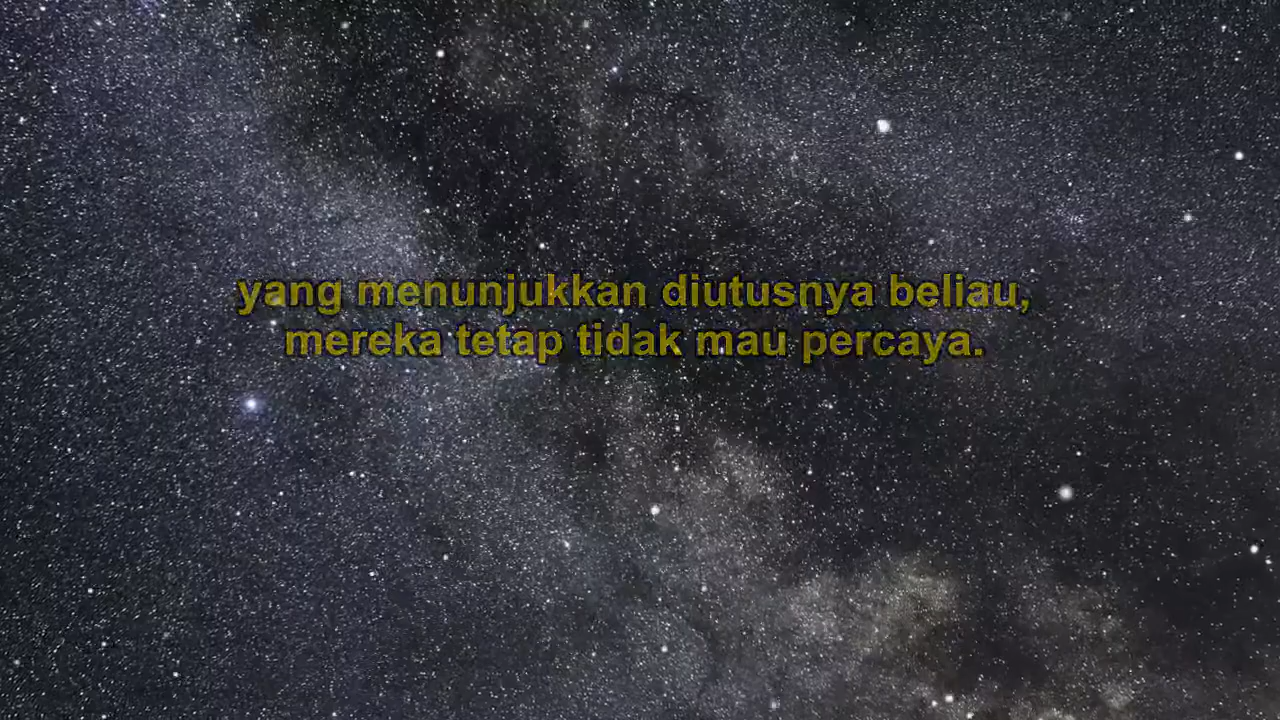 yang menunjukkan diutusnya beliau,
mereka tetap tidak mau percaya.